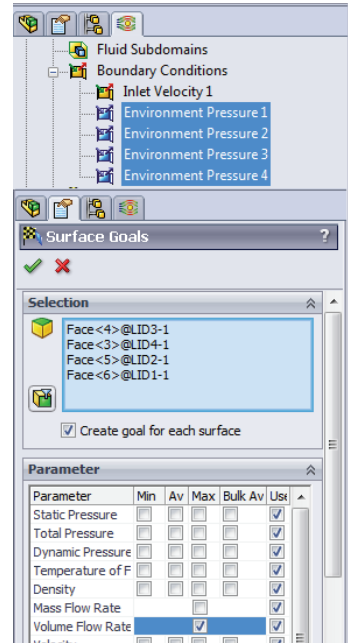 Fluid Subdomains
Boundary Conditions
Inlet Velocity 1
Environment Pressure 1
Environment Pressure 2
Environment Pressure 3
Environment Pressure 4
Surface Goals ?
Selection
Face<4>@LID3-1
Face<3>@LID4-1
Face<5>@LID2-1
Face<6>@LID1-1
Create goal for each surface
Parameter
Parameter Min Av Max Bulk Av Use
Static Pressure
Total Pressure
Dynamic Pressure
Temperature of F
Density
Mass Flow Rate
Volume Flow Rate